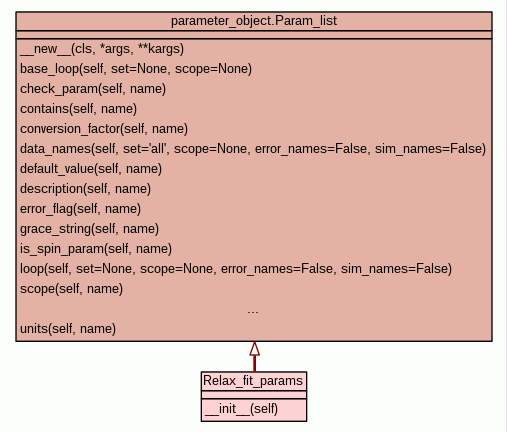 parameter_object.Param_list
__new__(cls, *args, **kargs)
base_loop(self, set=None, scope=None)
check_param(self, name)
contains(self, name)
conversion_factor(self, name)
data_names(self, set='all', scope=None, error_names=False, sim_names=False)
default_value(self, name)
description(self, name)
error_flag(self, name)
grace_string(self, name)
is_spin_param(self, name)
loop(self, set=None, scope=None, error_names=False, sim_names=False)
scope(self, name)
...
units(self, name)
Relax_fit_params
__init__(self)